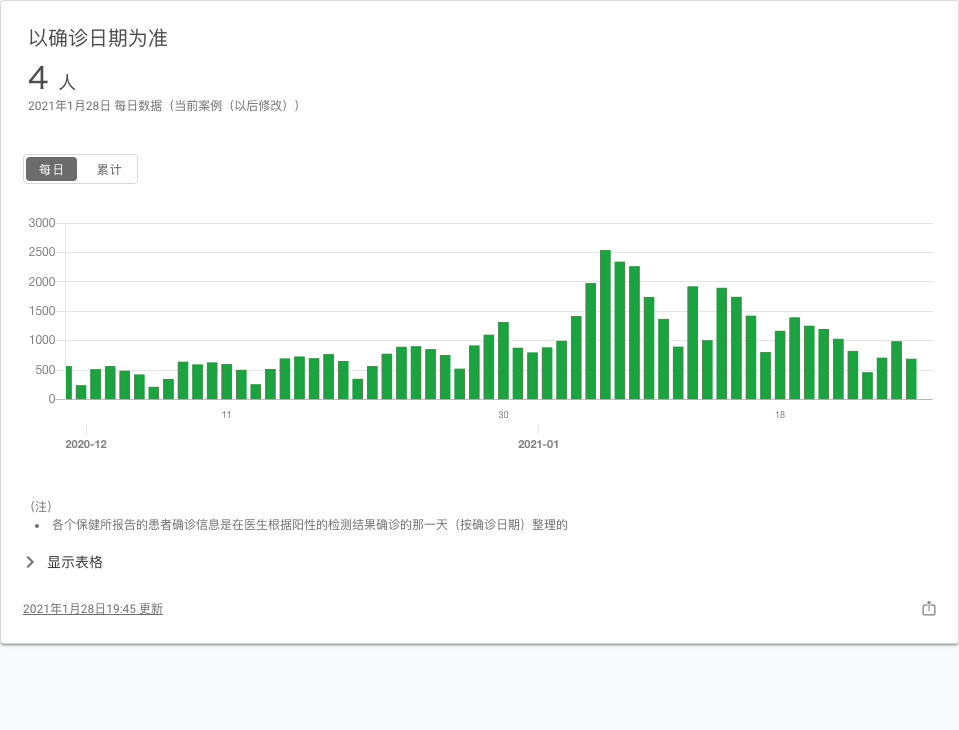 以确诊日期为准
4 人
2021年1月28日 每日数据（当前案例（以后修改））
每日 累计
3000
2500
2000
1500
1000
500
0
11 30 18
2020-12 2021-01
（注）
• 各个保健所报告的患者确诊信息是在医生根据阳性的检测结果确诊的那一天（按确诊日期）整理的
显示表格
2021年1月28日19:45 更新